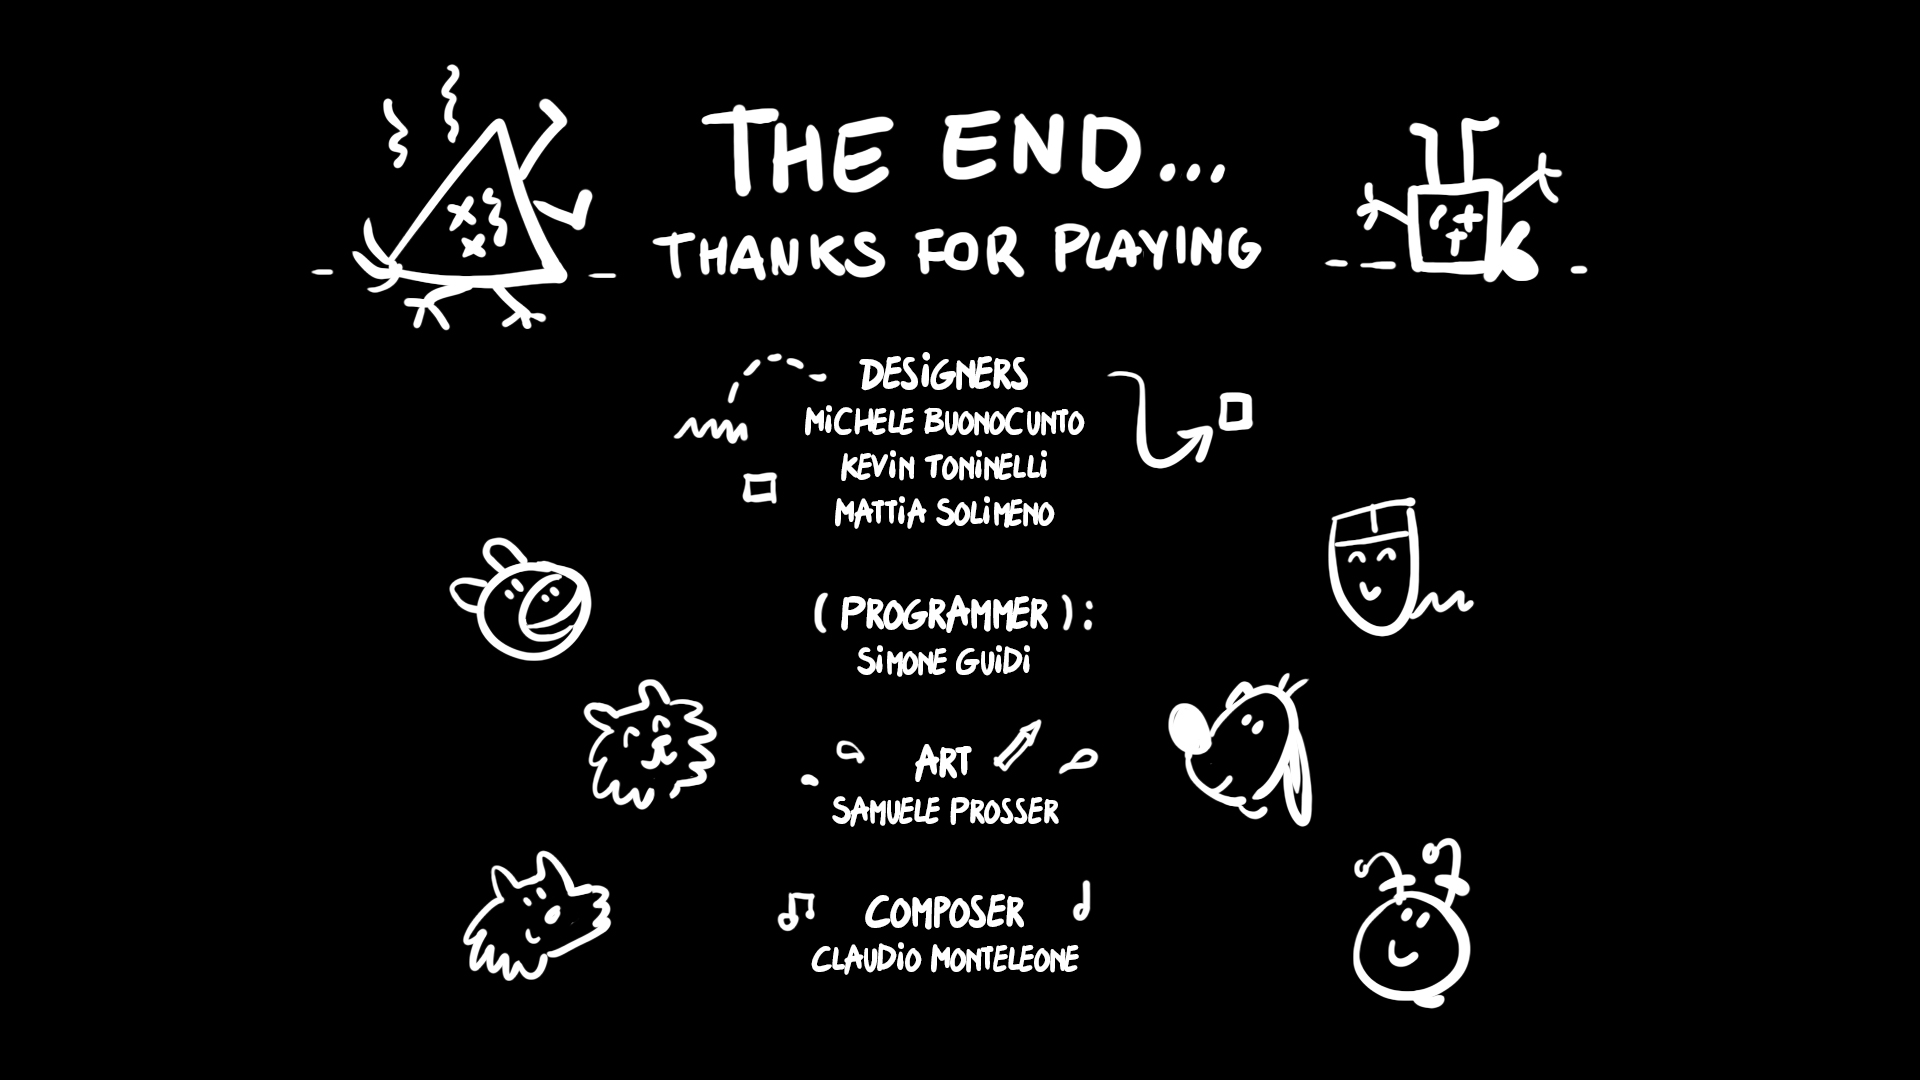 THE END...
THANKS FOR PLAYING
DESiGNERS
MiCHELE BUONOCUNTO
KEViN TONiNELLi
MATTiA SOLiMENO
( PROGRAMMER ):
SiMONE GUiDi
ART
SAMUELE PROSSER
COMPOSER
CLAUDiO MONTELEONE